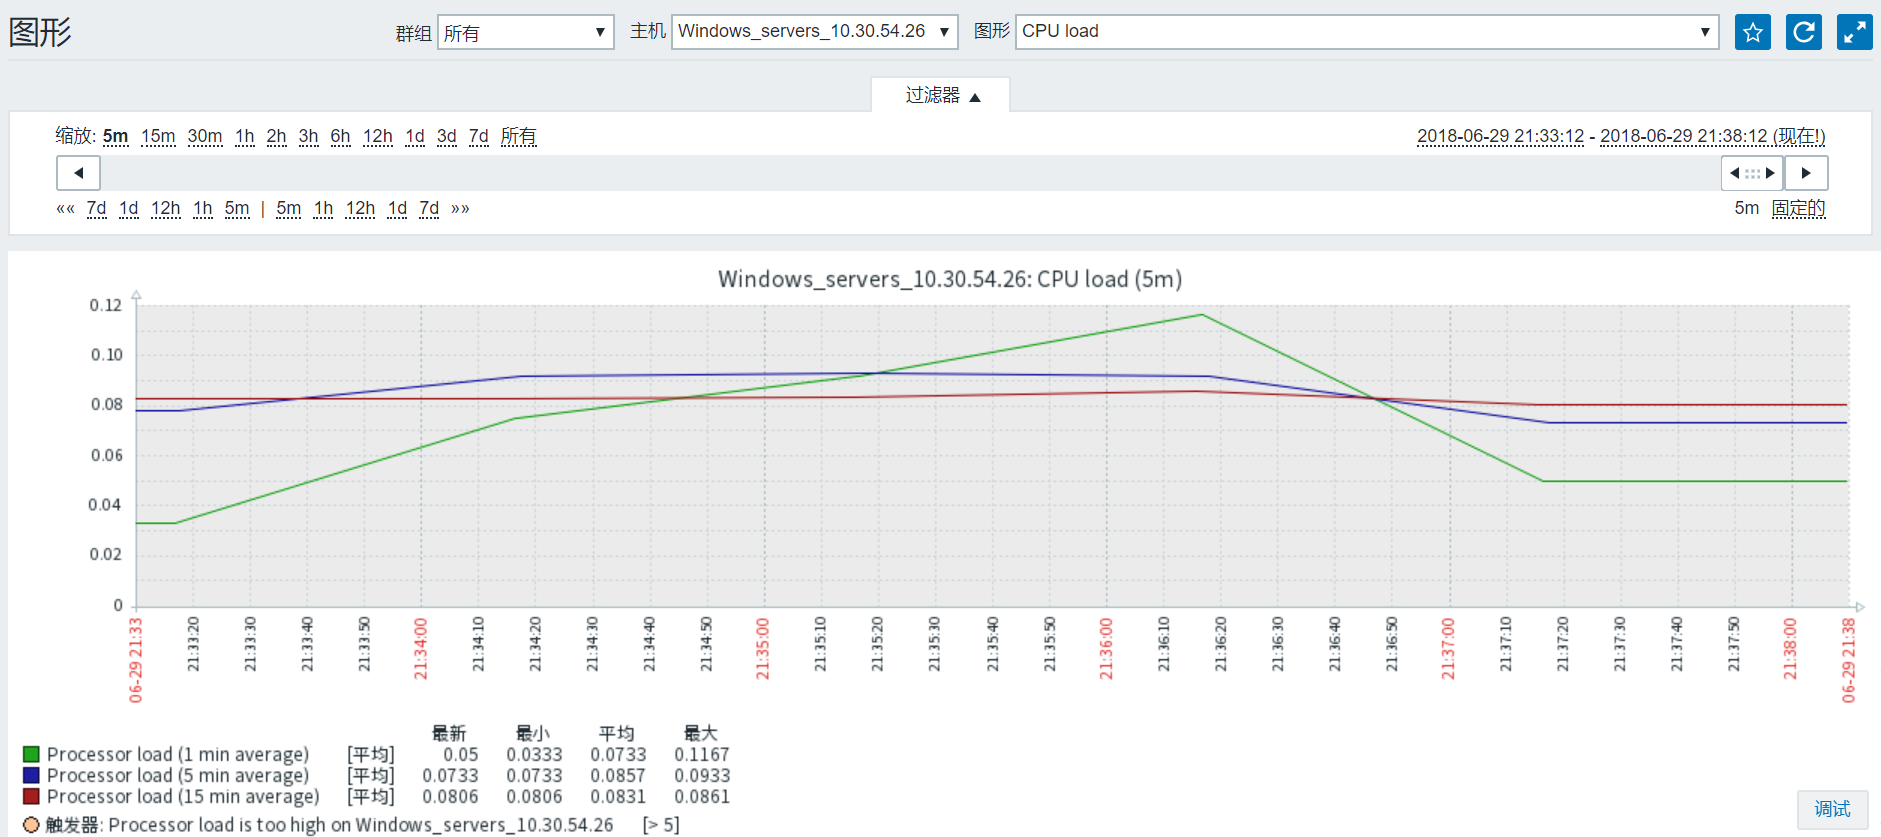 图形 群组 所有 主机 Windows_servers_10.30.54.26 图形 CPU load
过滤器
缩放: 5m 15m 30m 1h 2h 3h 6h 12h 1d 3d 7d 所有 2018-06-29 21:33:12 - 2018-06-29 21:38:12 (现在!)
«« 7d 1d 12h 1h 5m | 5m 1h 12h 1d 7d »» 5m 固定的
Windows_servers_10.30.54.26: CPU load (5m)
0.12
0.10
0.08
0.06
0.04
0.02
0
06-29 21:33 21:33:20 21:33:30 21:33:40 21:33:50 21:34:00 21:34:10 21:34:20 21:34:30 21:34:40 21:34:50 21:35:00 21:35:10 21:35:20 21:35:30 21:35:40 21:35:50 21:36:00 21:36:10 21:36:20 21:36:30 21:36:40 21:36:50 21:37:00 21:37:10 21:37:20 21:37:30 21:37:40 21:37:50 21:38:00 06-29 21:38
最新 最小 平均 最大
Processor load (1 min average) [平均] 0.05 0.0333 0.0733 0.1167
Processor load (5 min average) [平均] 0.0733 0.0733 0.0857 0.0933
Processor load (15 min average) [平均] 0.0806 0.0806 0.0831 0.0861
触发器: Processor load is too high on Windows_servers_10.30.54.26 [> 5]
调试